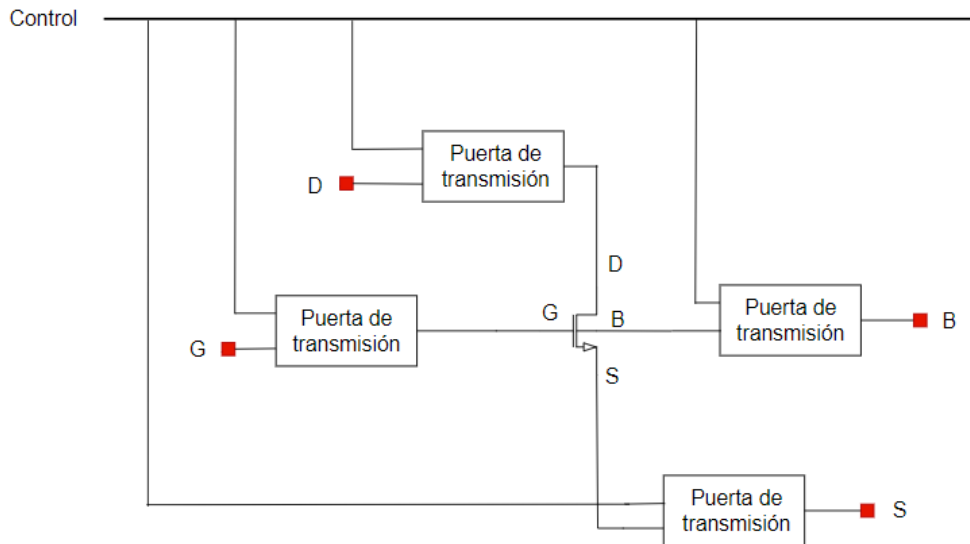 Control
Puerta de
transmisión
D
D
G
B
Puerta de
transmisión
Puerta de
transmisión
B
G
S
Puerta de
transmisión
S